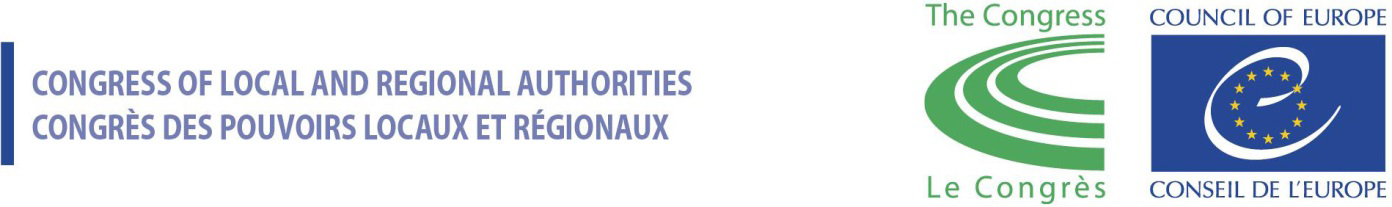 CONGRESS OF LOCAL AND REGIONAL AUTHORITIES
CONGRÈS DES POUVOIRS LOCAUX ET RÉGIONAUX
The Congress
Le Congrès
COUNCIL OF EUROPE
CONSEIL DE L'EUROPE